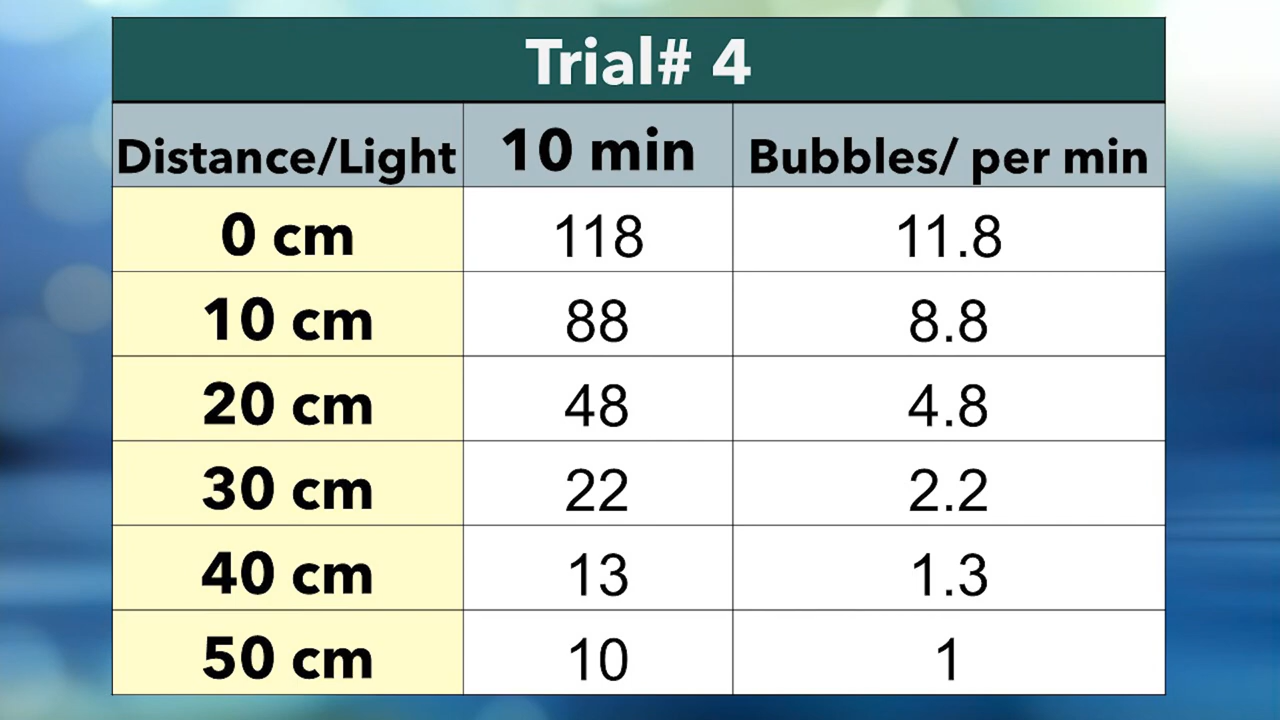 Trial# 4
Distance/Light 10 min Bubbles/ per min
0 cm 118 11.8
10 cm 88 8.8
20 cm 48 4.8
30 cm 22 2.2
40 cm 13 1.3
50 cm 10 1